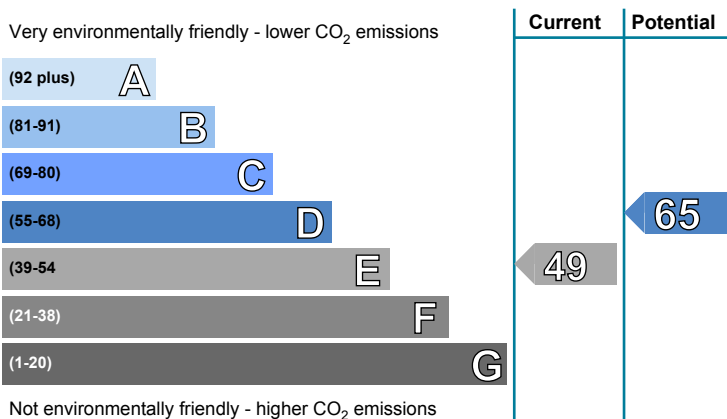 Very environmentally friendly - lower CO2 emissions
Current
Potential
(92 plus) A
(81-91) B
(69-80) C
(55-68) D
65
(39-54 E
49
(21-38) F
(1-20) G
Not environmentally friendly - higher CO2 emissions